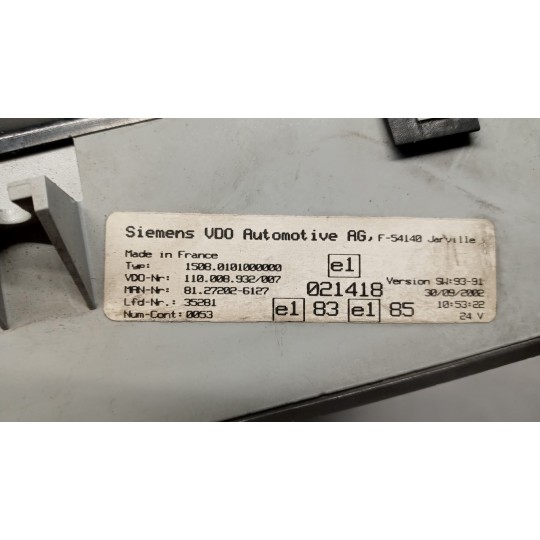 Siemens VDO Automotive AG, F-54140 Jarville
Made in France
Typ: 1508.0101000000 e1
VDO-Nr: 110.008.932/007 Version SW:93-91
MAN-Nr: 81.27202-6127 021418 30/09/2002
Lfd-Nr.: 35281 e1 83 e1 85 10:53:22
Num-Cont: 0053 24 V